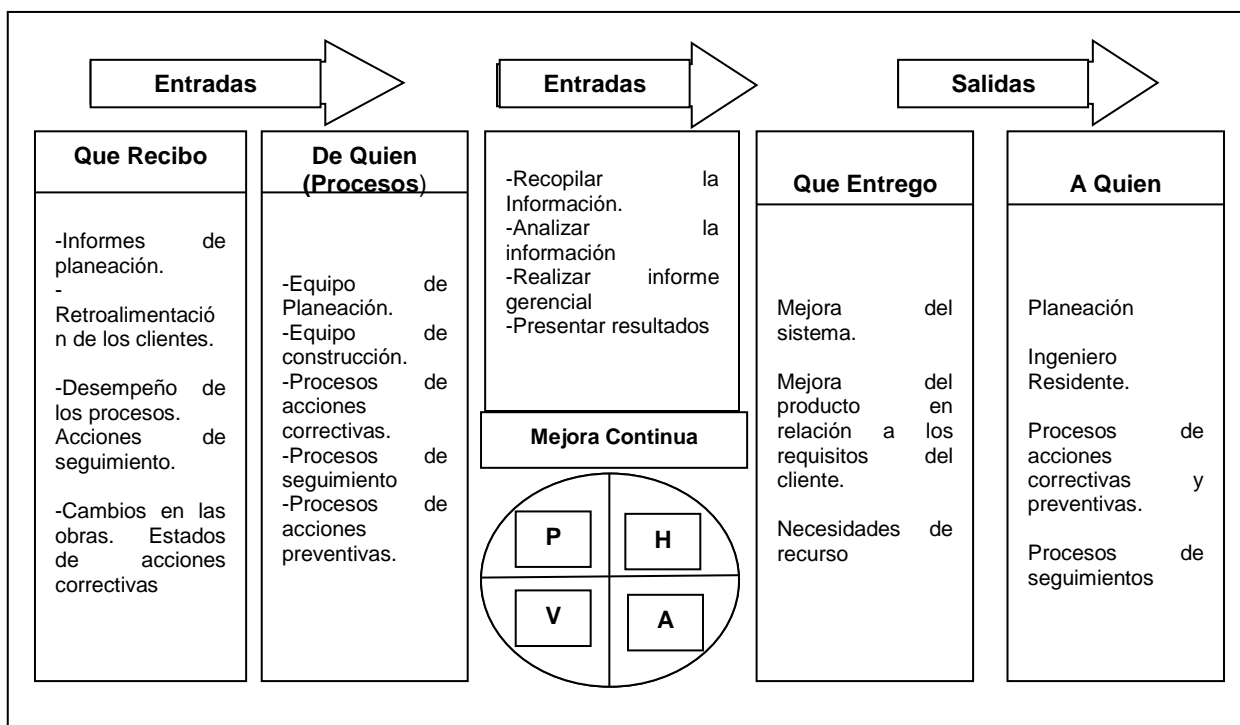 Entradas
Entradas
Salidas
Que Recibo
-Informes de
planeación.
-
Retroalimentació
n de los clientes.
-Desempeño de
los procesos.
Acciones de
seguimiento.
-Cambios en las
obras. Estados
de acciones
correctivas
De Quien
(Procesos)
-Equipo de
Planeación.
-Equipo de
construcción.
-Procesos de
acciones
correctivas.
-Procesos de
seguimiento
-Procesos de
acciones
preventivas.
-Recopilar la
Información.
-Analizar la
información
-Realizar informe
gerencial
-Presentar resultados
Mejora Continua
P
H
V
A
Que Entrego
Mejora del
sistema.
Mejora del
producto en
relación a los
requisitos del
cliente.
Necesidades de
recurso
A Quien
Planeación
Ingeniero
Residente.
Procesos de
acciones
correctivas y
preventivas.
Procesos de
seguimientos